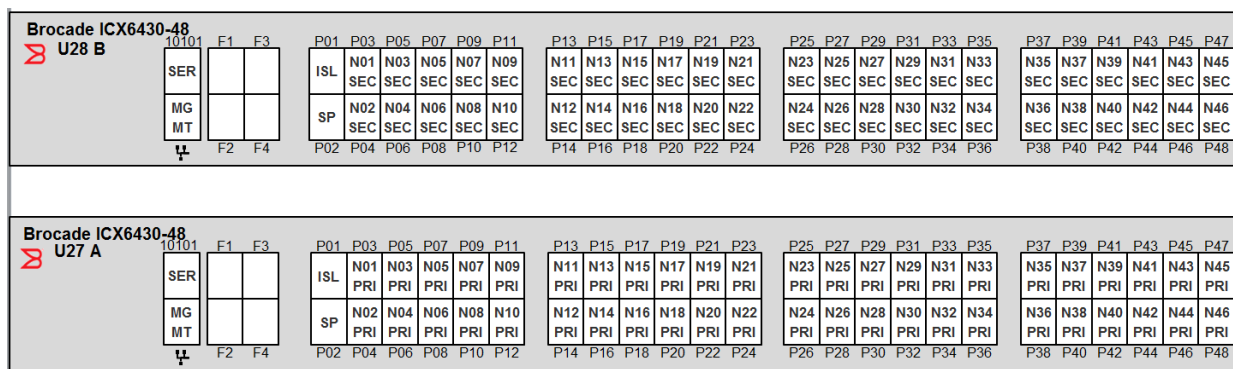 Brocade ICX6430-48
U28 B
10101 F1 F3 P01 P03 P05 P07 P09 P11 P13 P15 P17 P19 P21 P23 P25 P27 P29 P31 P33 P35 P37 P39 P41 P43 P45 P47
SER ISL N01 N03 N05 N07 N09 N11 N13 N15 N17 N19 N21 N23 N25 N27 N29 N31 N33 N35 N37 N39 N41 N43 N45
SEC SEC SEC SEC SEC SEC SEC SEC SEC SEC SEC SEC SEC SEC SEC SEC SEC SEC SEC SEC SEC SEC SEC
MG SP N02 N04 N06 N08 N10 N12 N14 N16 N18 N20 N22 N24 N26 N28 N30 N32 N34 N36 N38 N40 N42 N44 N46
MT SEC SEC SEC SEC SEC SEC SEC SEC SEC SEC SEC SEC SEC SEC SEC SEC SEC SEC SEC SEC SEC SEC SEC
F2 F4 P02 P04 P06 P08 P10 P12 P14 P16 P18 P20 P22 P24 P26 P28 P30 P32 P34 P36 P38 P40 P42 P44 P46 P48
Brocade ICX6430-48
U27 A
10101 F1 F3 P01 P03 P05 P07 P09 P11 P13 P15 P17 P19 P21 P23 P25 P27 P29 P31 P33 P35 P37 P39 P41 P43 P45 P47
SER ISL N01 N03 N05 N07 N09 N11 N13 N15 N17 N19 N21 N23 N25 N27 N29 N31 N33 N35 N37 N39 N41 N43 N45
PRI PRI PRI PRI PRI PRI PRI PRI PRI PRI PRI PRI PRI PRI PRI PRI PRI PRI PRI PRI PRI PRI PRI
MG SP N02 N04 N06 N08 N10 N12 N14 N16 N18 N20 N22 N24 N26 N28 N30 N32 N34 N36 N38 N40 N42 N44 N46
MT PRI PRI PRI PRI PRI PRI PRI PRI PRI PRI PRI PRI PRI PRI PRI PRI PRI PRI PRI PRI PRI PRI PRI
F2 F4 P02 P04 P06 P08 P10 P12 P14 P16 P18 P20 P22 P24 P26 P28 P30 P32 P34 P36 P38 P40 P42 P44 P46 P48